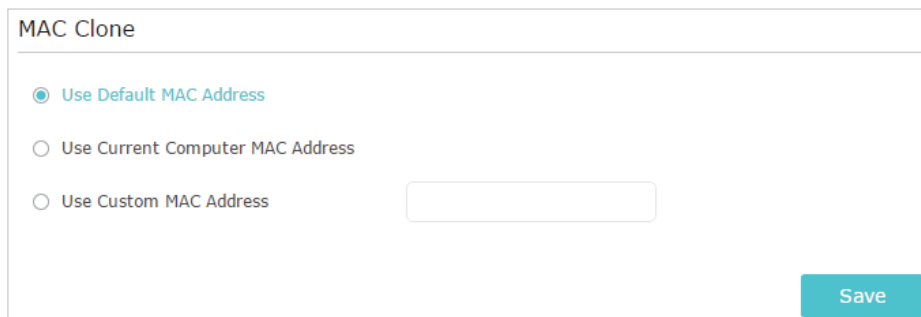 MAC Clone
Use Default MAC Address
Use Current Computer MAC Address
Use Custom MAC Address
Save